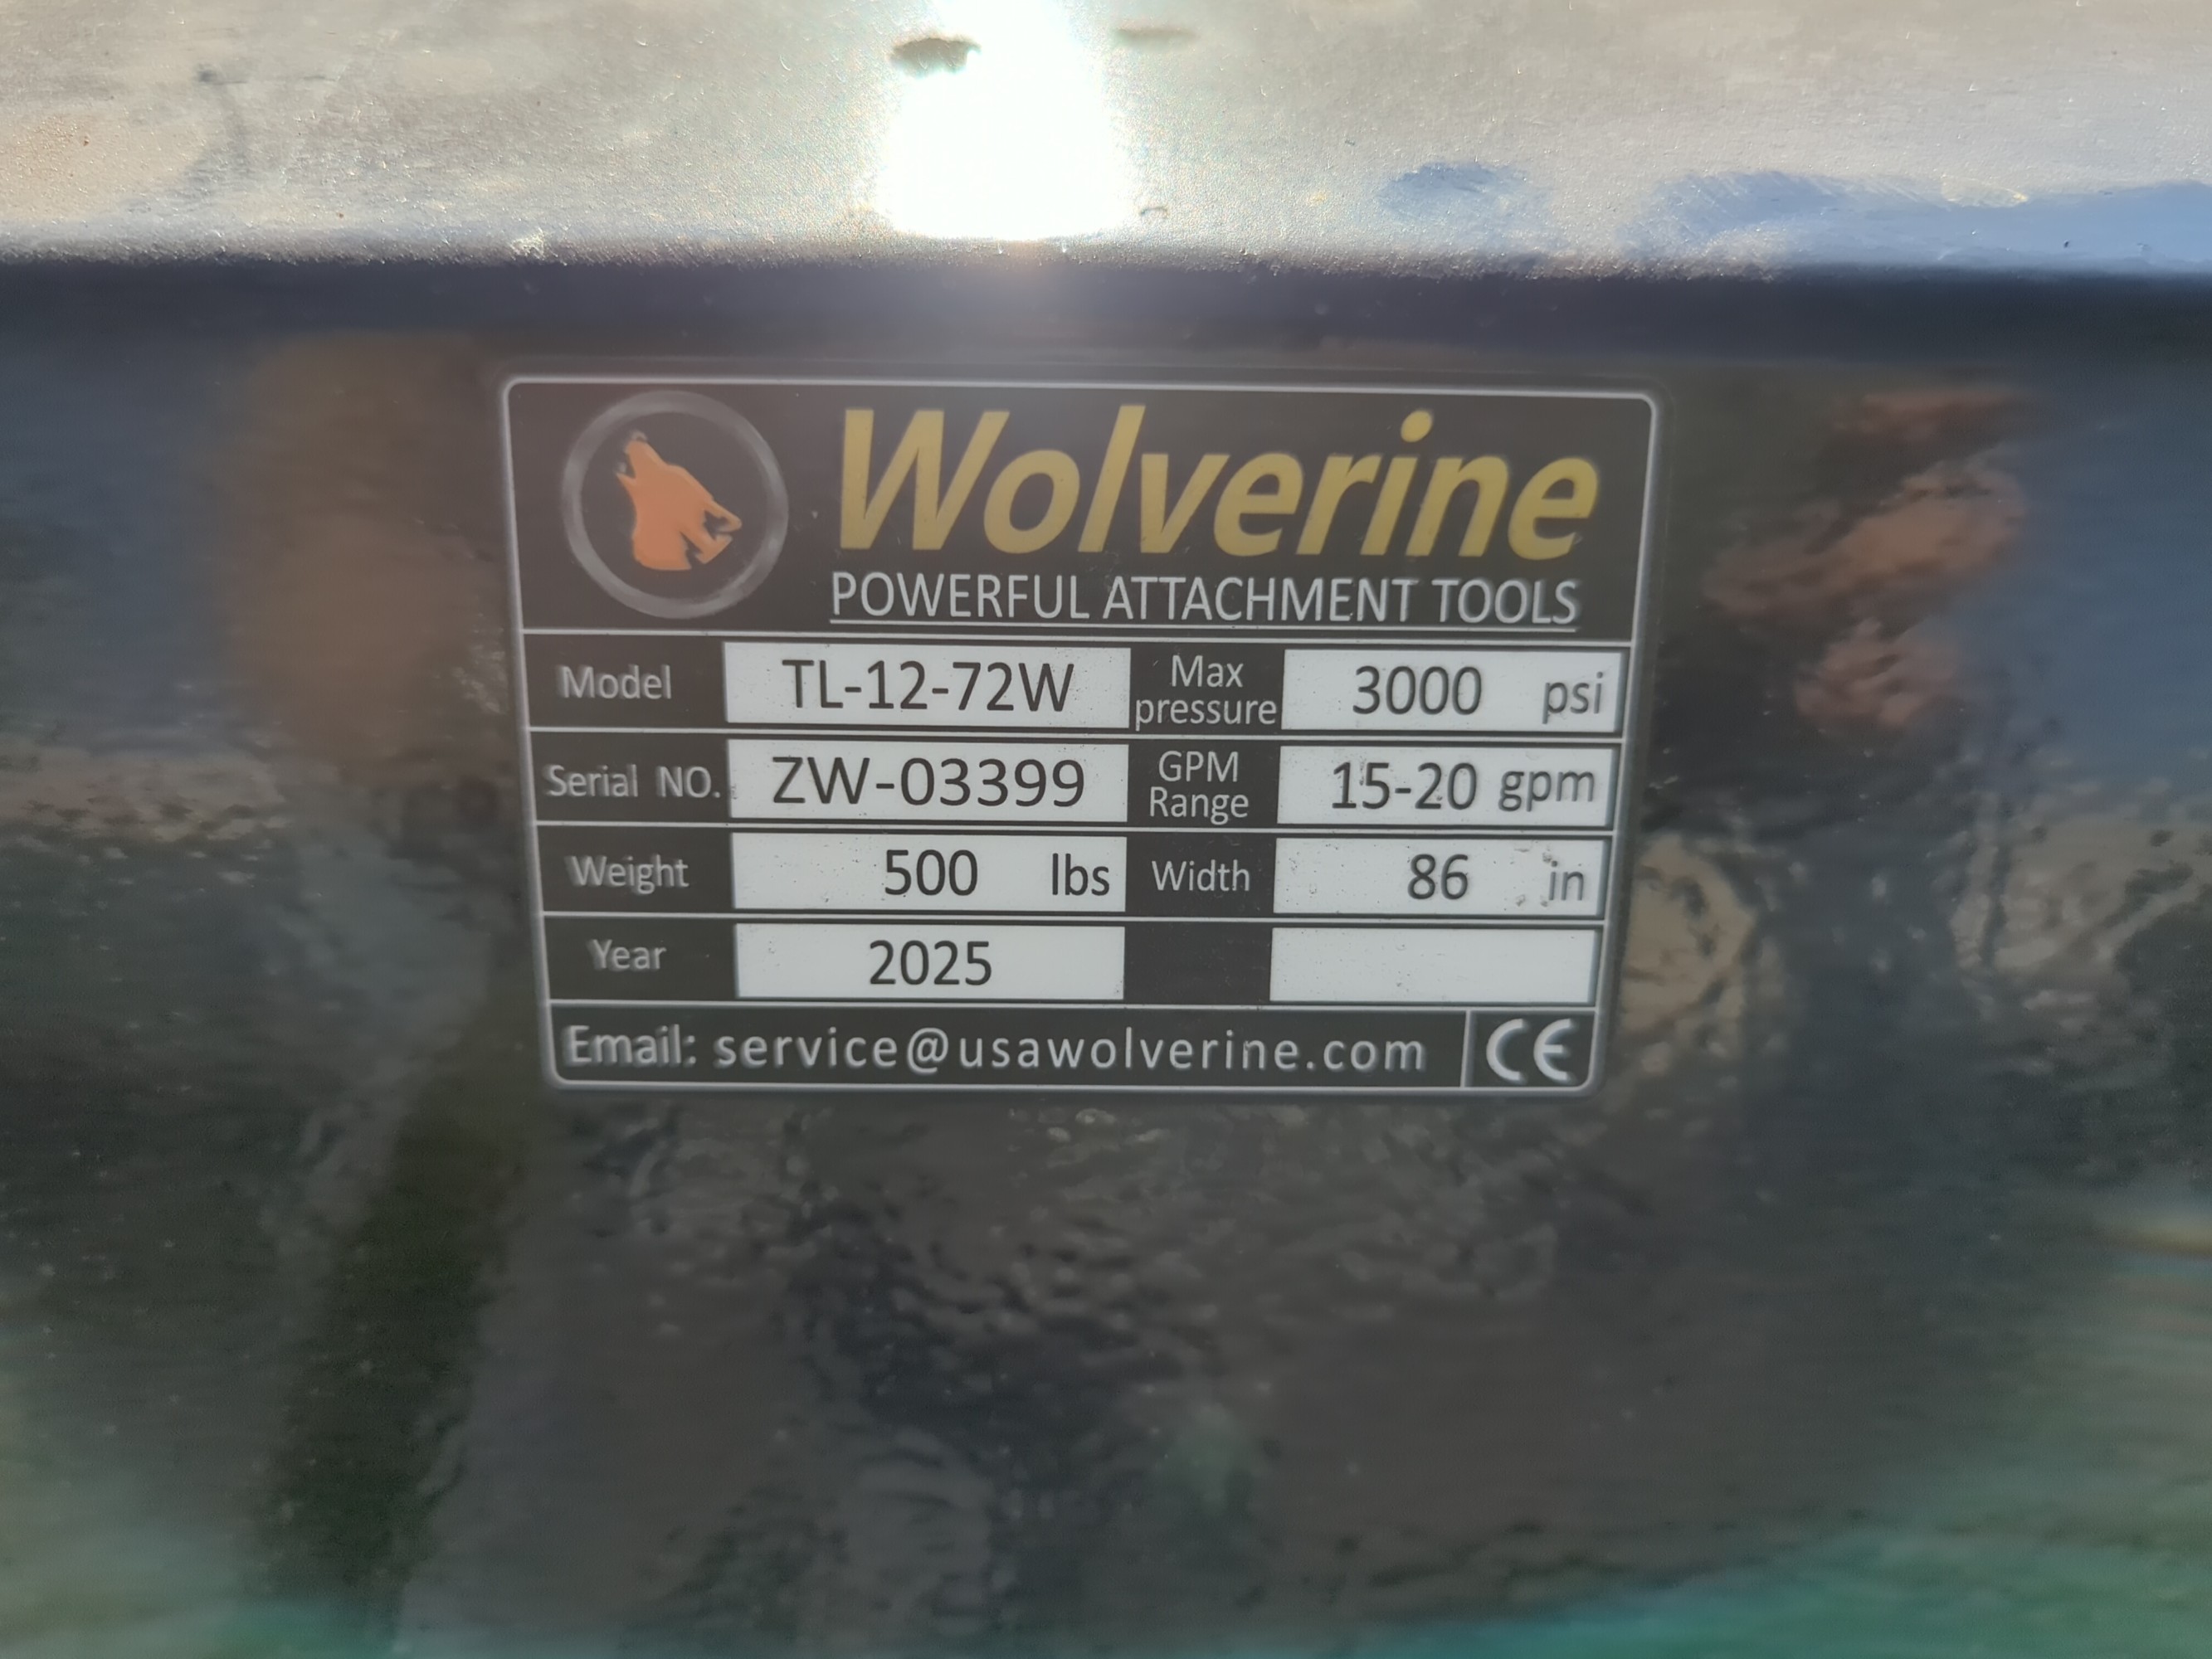 Wolverine
POWERFUL ATTACHMENT TOOLS
Model TL-12-72W Max pressure 3000 psi
Serial NO. ZW-03399 GPM Range 15-20 gpm
Weight 500 lbs Width 86 in
Year 2025
Email: service@usawolverine.com CE